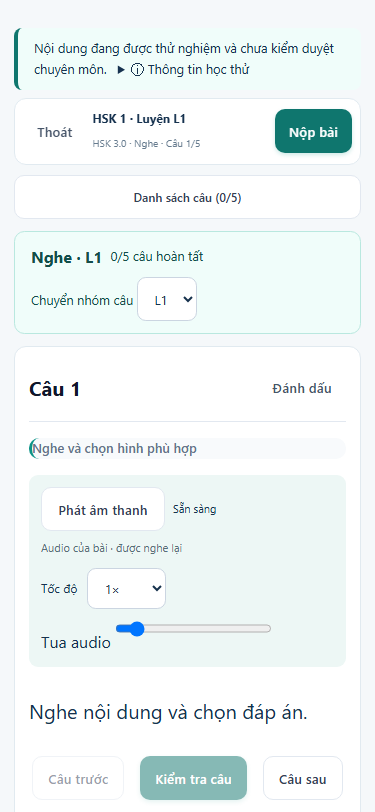 Nội dung đang được thử nghiệm và chưa kiểm duyệt
chuyên môn. ▶ ⓘ Thông tin học thử
Thoát
HSK 1 · Luyện L1
HSK 3.0 · Nghe · Câu 1/5
Nộp bài
Danh sách câu (0/5)
Nghe · L1 0/5 câu hoàn tất
Chuyển nhóm câu L1
Câu 1
Đánh dấu
Nghe và chọn hình phù hợp
Phát âm thanh Sẵn sàng
Audio của bài · được nghe lại
Tốc độ 1×
Tua audio
Nghe nội dung và chọn đáp án.
Câu trước Kiểm tra câu Câu sau